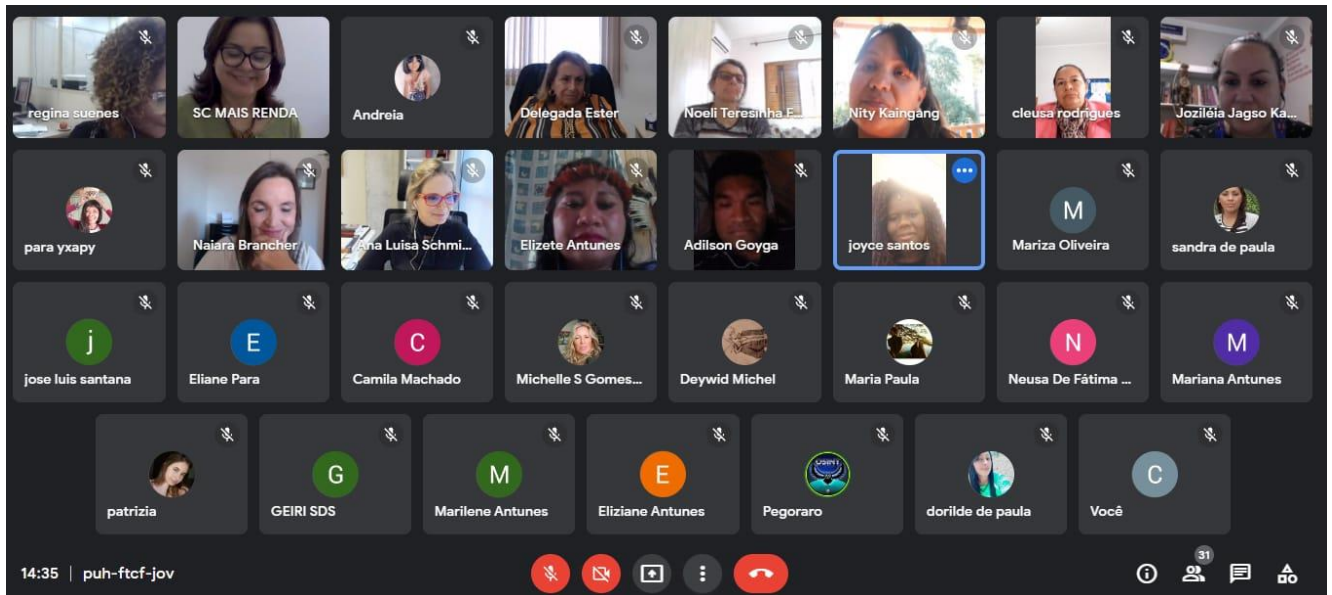 regina suenes
SC MAIS RENDA
Andreia
Delegada Ester
Noeli Teresinha F...
Nity Kaingang
cleusa rodrigues
Joziléia Jagso Ka...
para yxapy
Naiara Brancher
Ana Luisa Schmi...
Elizete Antunes
Adilson Goyga
joyce santos
M
Mariza Oliveira
sandra de paula
j
jose luis santana
E
Eliane Para
C
Camila Machado
Michelle S Gomes...
Deywid Michel
Maria Paula
N
Neusa De Fátima ...
M
Mariana Antunes
patrizia
G
GEIRI SDS
M
Marilene Antunes
E
Eliziane Antunes
Pegoraro
dorilde de paula
C
Você
14:35 | puh-ftcf-jov
31